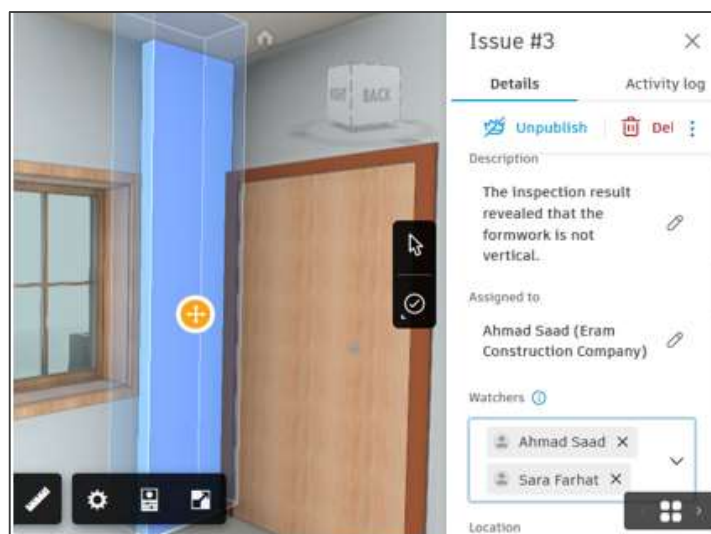 Issue #3
Details Activity log
Unpublish Del
Description
The inspection result
revealed that the
formwork is not
vertical.
Assigned to
Ahmad Saad (Eram
Construction Company)
Watchers
Ahmad Saad
Sara Farhat
Location
BACK